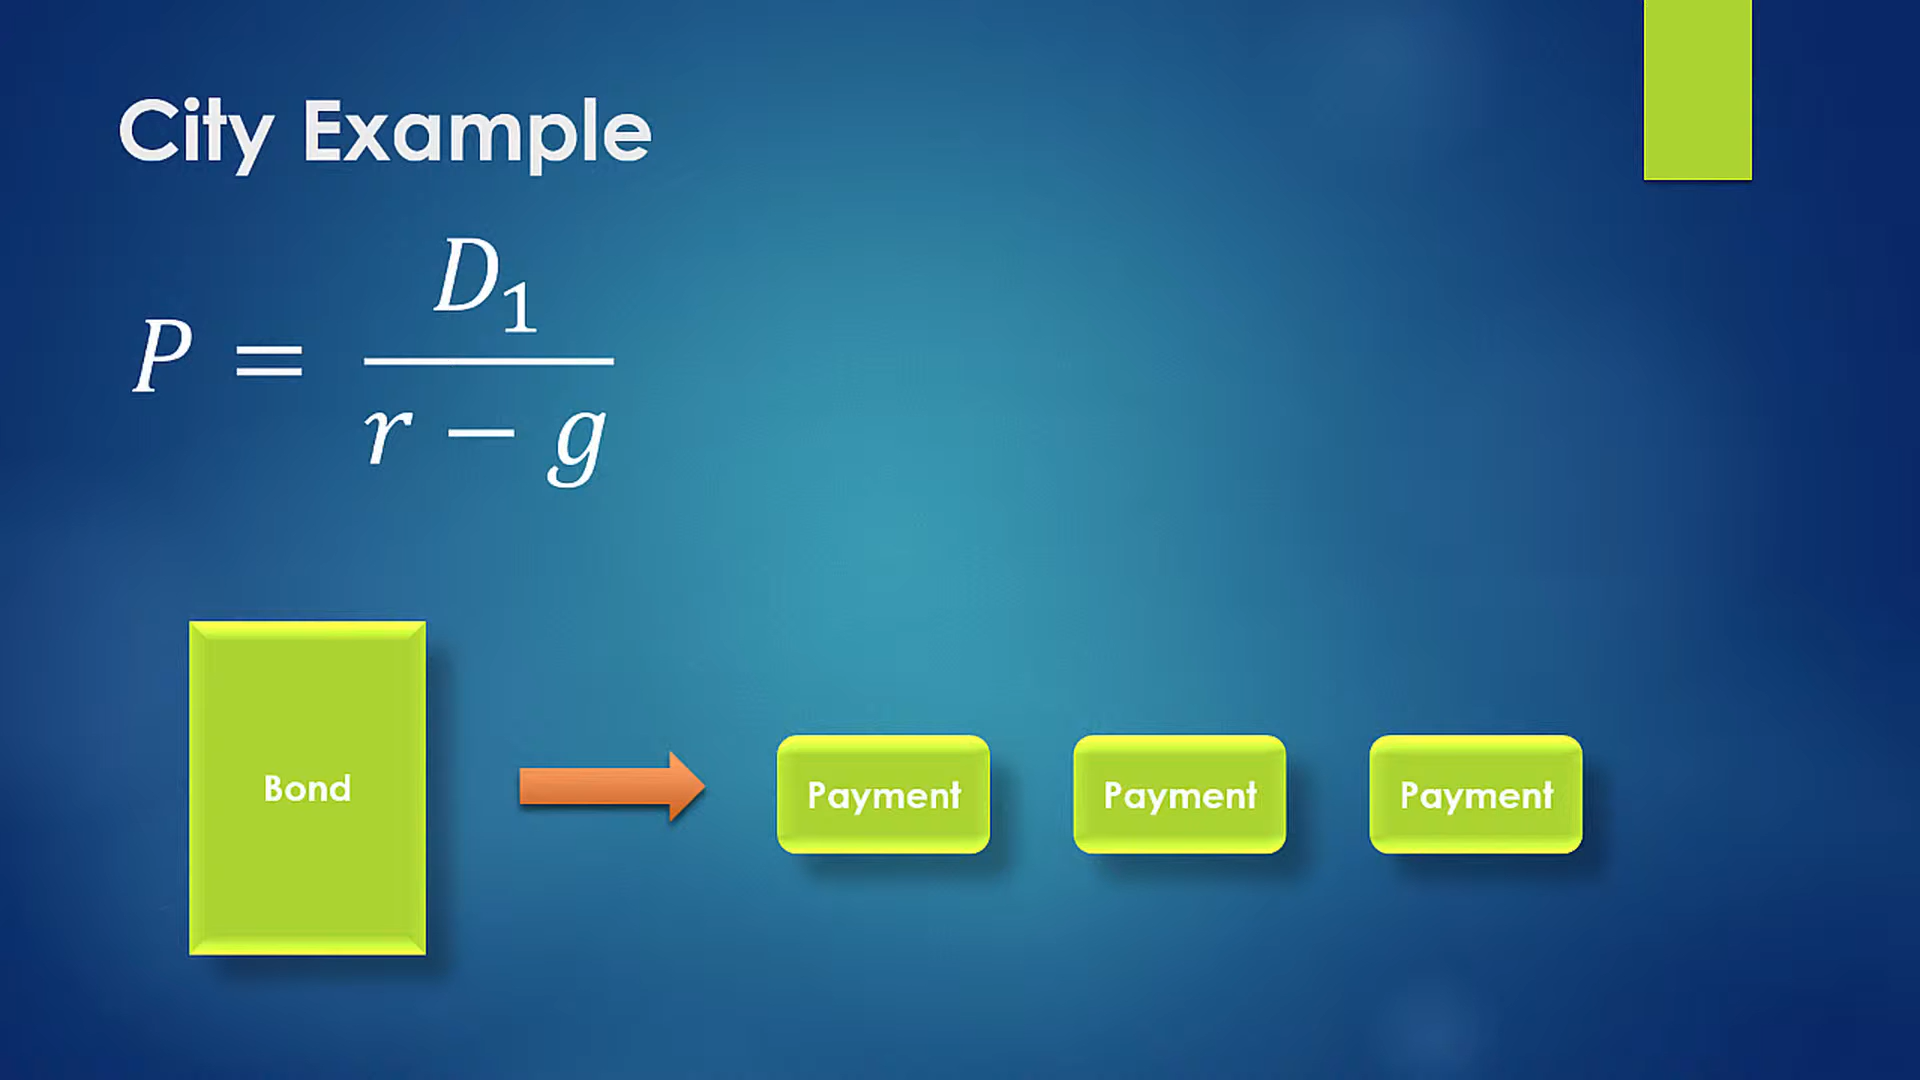 City Example
P = D₁ / (r − g)
Bond
Payment Payment Payment